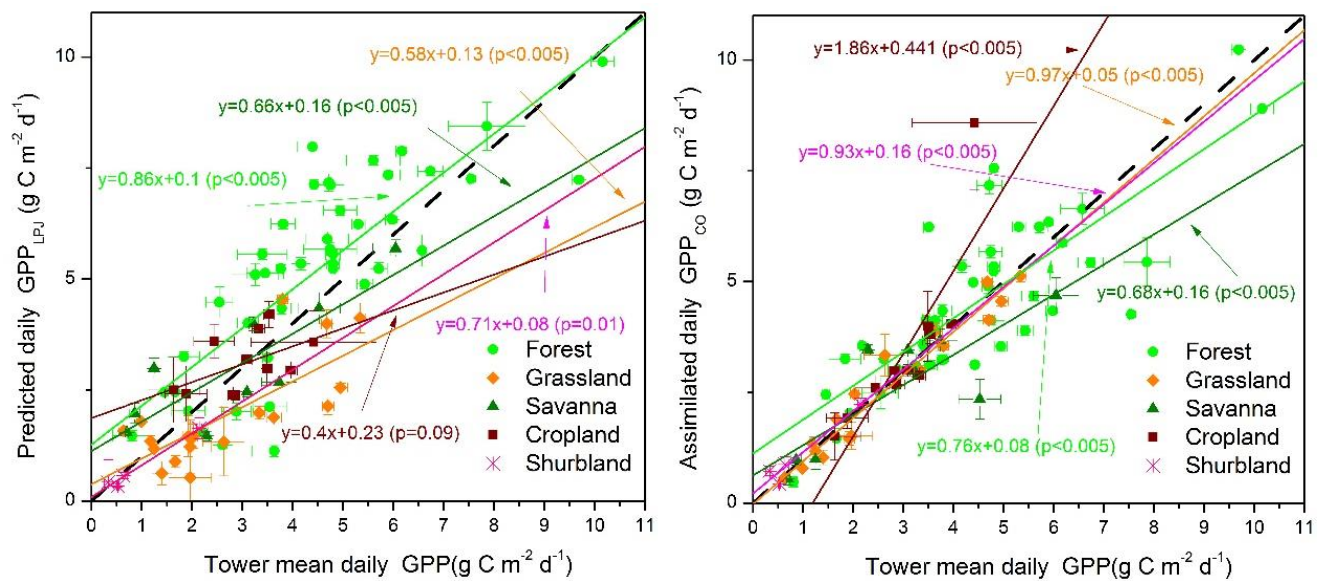 Predicted daily GPP_LPJ (g C m⁻² d⁻¹)
10
5
0
y=0.58x+0.13 (p<0.005)
y=0.66x+0.16 (p<0.005)
y=0.86x+0.1 (p<0.005)
y=0.71x+0.08 (p=0.01)
y=0.4x+0.23 (p=0.09)
Forest
Grassland
Savanna
Cropland
Shurbland
0 1 2 3 4 5 6 7 8 9 10 11
Tower mean daily GPP(g C m⁻² d⁻¹)
Assimilated daily GPP_CO (g C m⁻² d⁻¹)
10
5
0
y=1.86x+0.441 (p<0.005)
y=0.97x+0.05 (p<0.005)
y=0.93x+0.16 (p<0.005)
y=0.68x+0.16 (p<0.005)
y=0.76x+0.08 (p<0.005)
Forest
Grassland
Savanna
Cropland
Shurbland
0 1 2 3 4 5 6 7 8 9 10 11
Tower mean daily GPP(g C m⁻² d⁻¹)